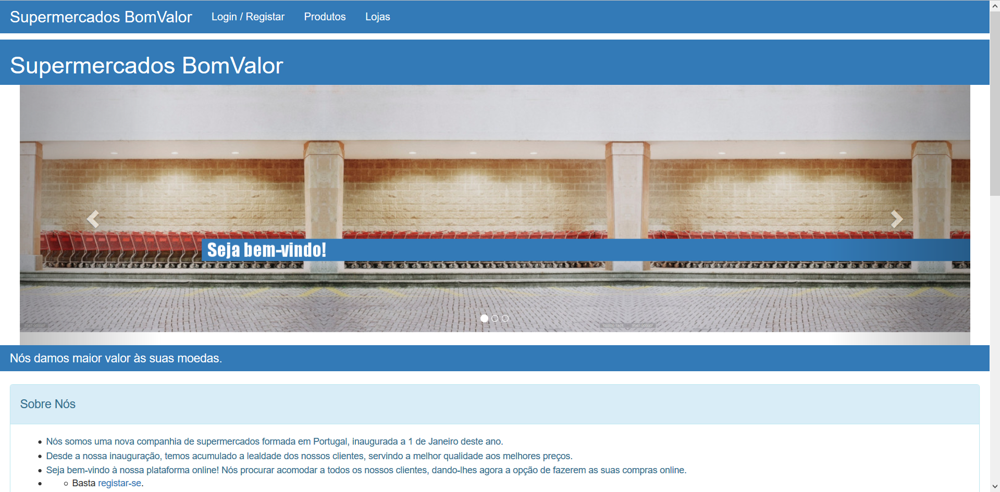 Supermercados BomValor Login / Registar Produtos Lojas
Supermercados BomValor
Seja bem-vindo!
Nós damos maior valor às suas moedas.
Sobre Nós
Nós somos uma nova companhia de supermercados formada em Portugal, inaugurada a 1 de Janeiro deste ano.
Desde a nossa inauguração, temos acumulado a lealdade dos nossos clientes, servindo a melhor qualidade aos melhores preços.
Seja bem-vindo à nossa plataforma online! Nós procurar acomodar a todos os nossos clientes, dando-lhes agora a opção de fazerem as suas compras online.
Basta registar-se.